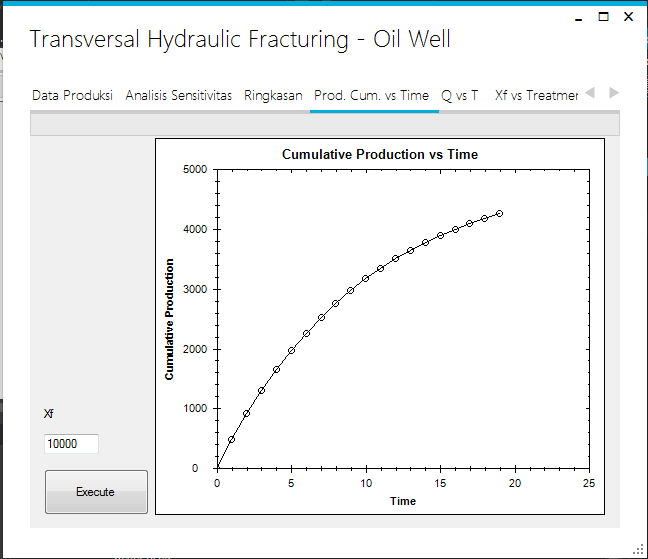 Transversal Hydraulic Fracturing - Oil Well
Data Produksi Analisis Sensitivitas Ringkasan Prod. Cum. vs Time Q vs T Xf vs Treatmer
Cumulative Production vs Time
5000
4000
3000
2000
1000
0
Cumulative Production
0 5 10 15 20 25
Time
Xf
10000
Execute